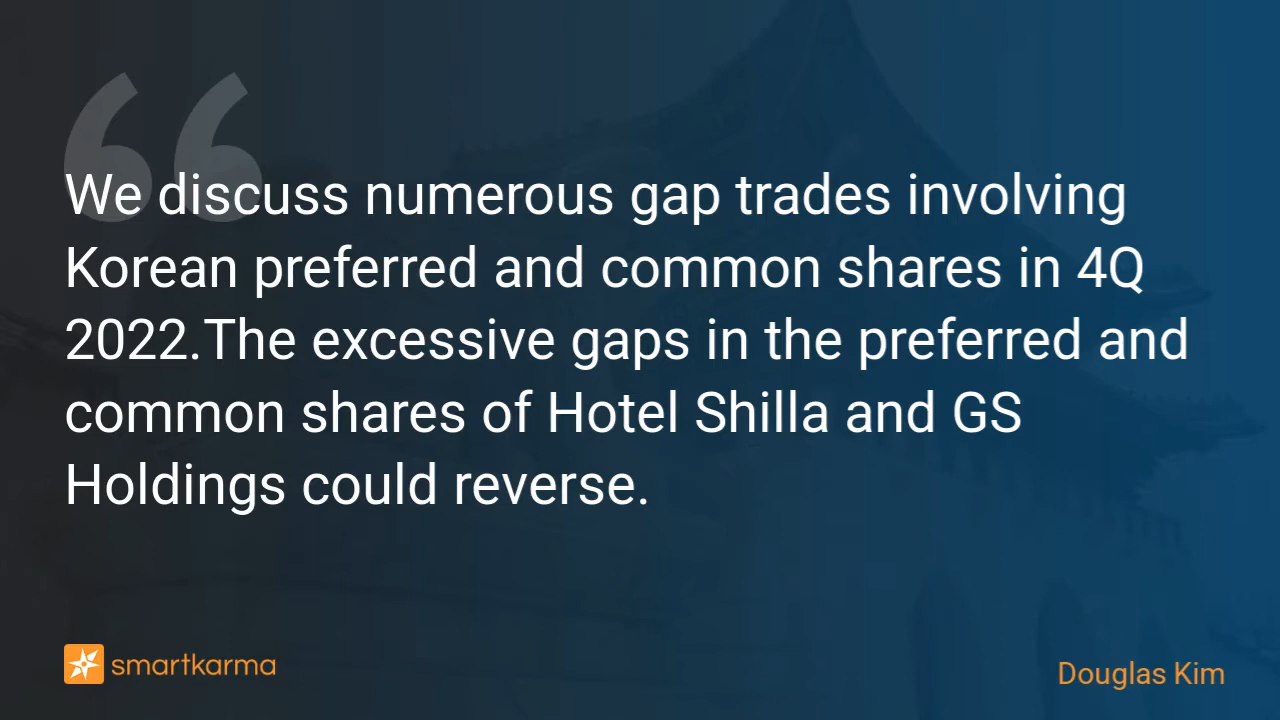 We discuss numerous gap trades involving
Korean preferred and common shares in 4Q
2022.The excessive gaps in the preferred and
common shares of Hotel Shilla and GS
Holdings could reverse.
smartkarma
Douglas Kim